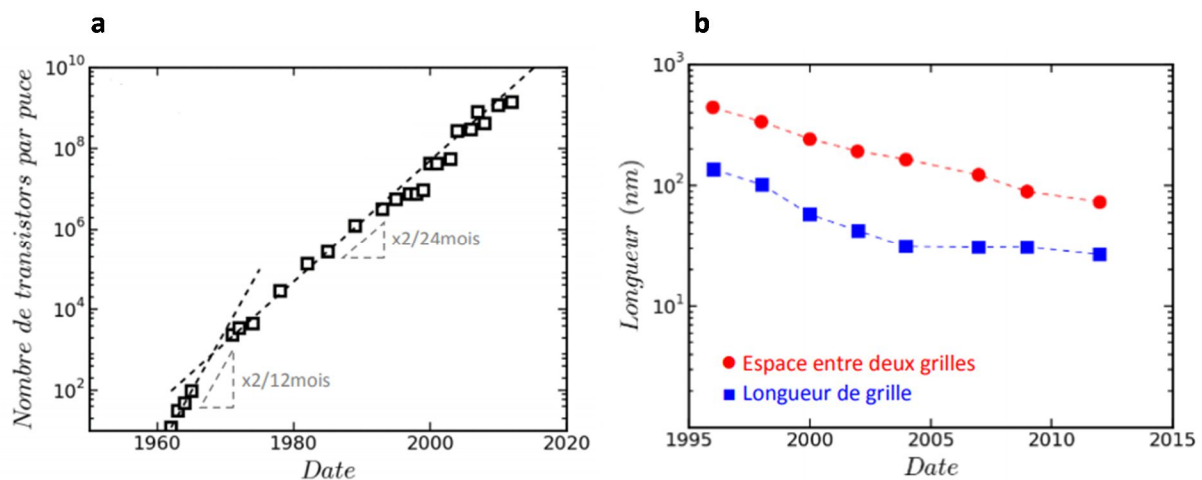 a
Nombre de transistors par puce
10^10
10^8
10^6
10^4
10^2
x2/24mois
x2/12mois
1960 1980 2000 2020
Date
b
Longueur (nm)
10^3
10^2
10^1
Espace entre deux grilles
Longueur de grille
1995 2000 2005 2010 2015
Date